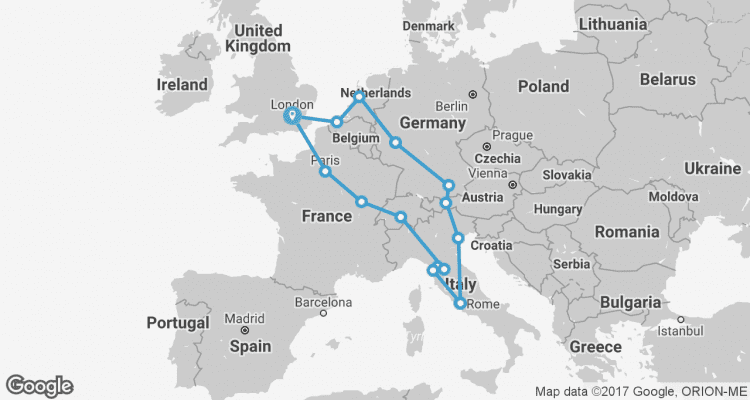 Lithuania
Denmark
United
Kingdom
Ireland
Belarus
Poland
Netherlands
Berlin
London
Germany
Belgium
Prague
Czechia
Ukraine
Paris
Vienna
Slovakia
Austria
Moldova
Hungary
France
Romania
Croatia
Serbia
Italy
Bulgaria
Barcelona
Rome
Portugal
Madrid
Istanbul
Spain
Greece
Google
Map data ©2017 Google, ORION-ME